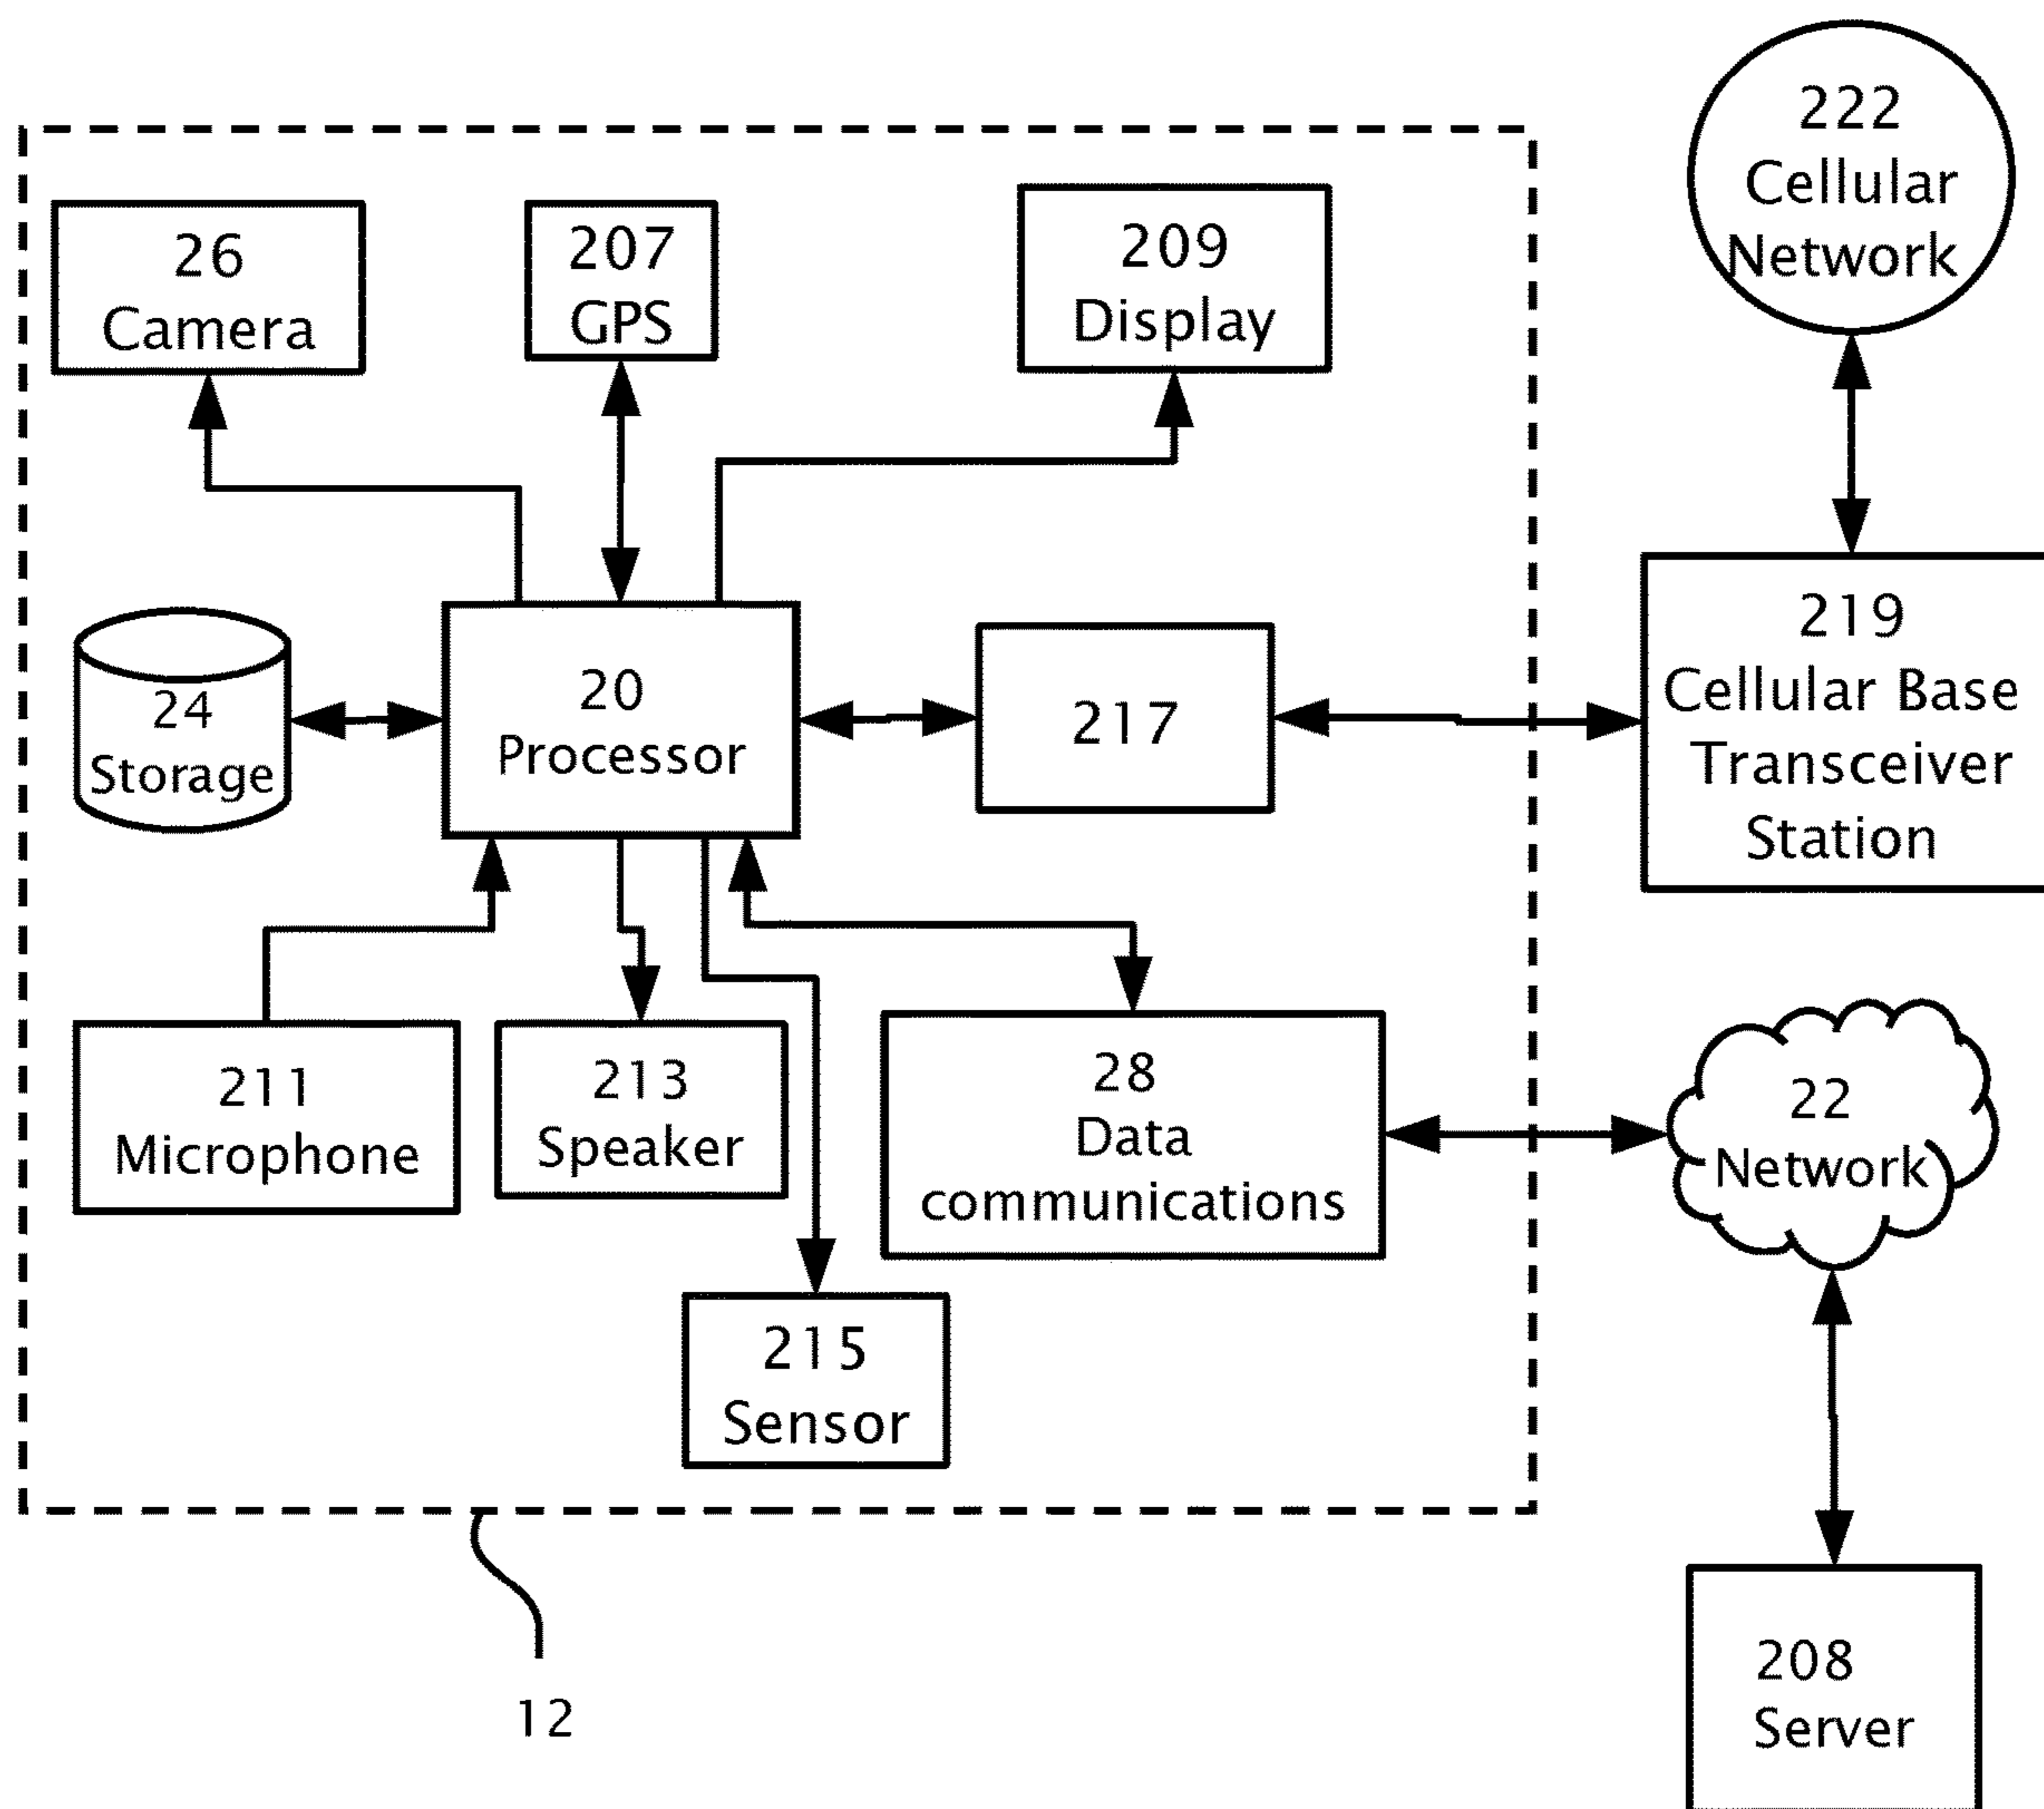 222
Cellular
Network
26
Camera
207
GPS
209
Display
24
Storage
20
Processor
217
219
Cellular Base
Transceiver
Station
211
Microphone
213
Speaker
28
Data
communications
22
Network
215
Sensor
12
208
Server